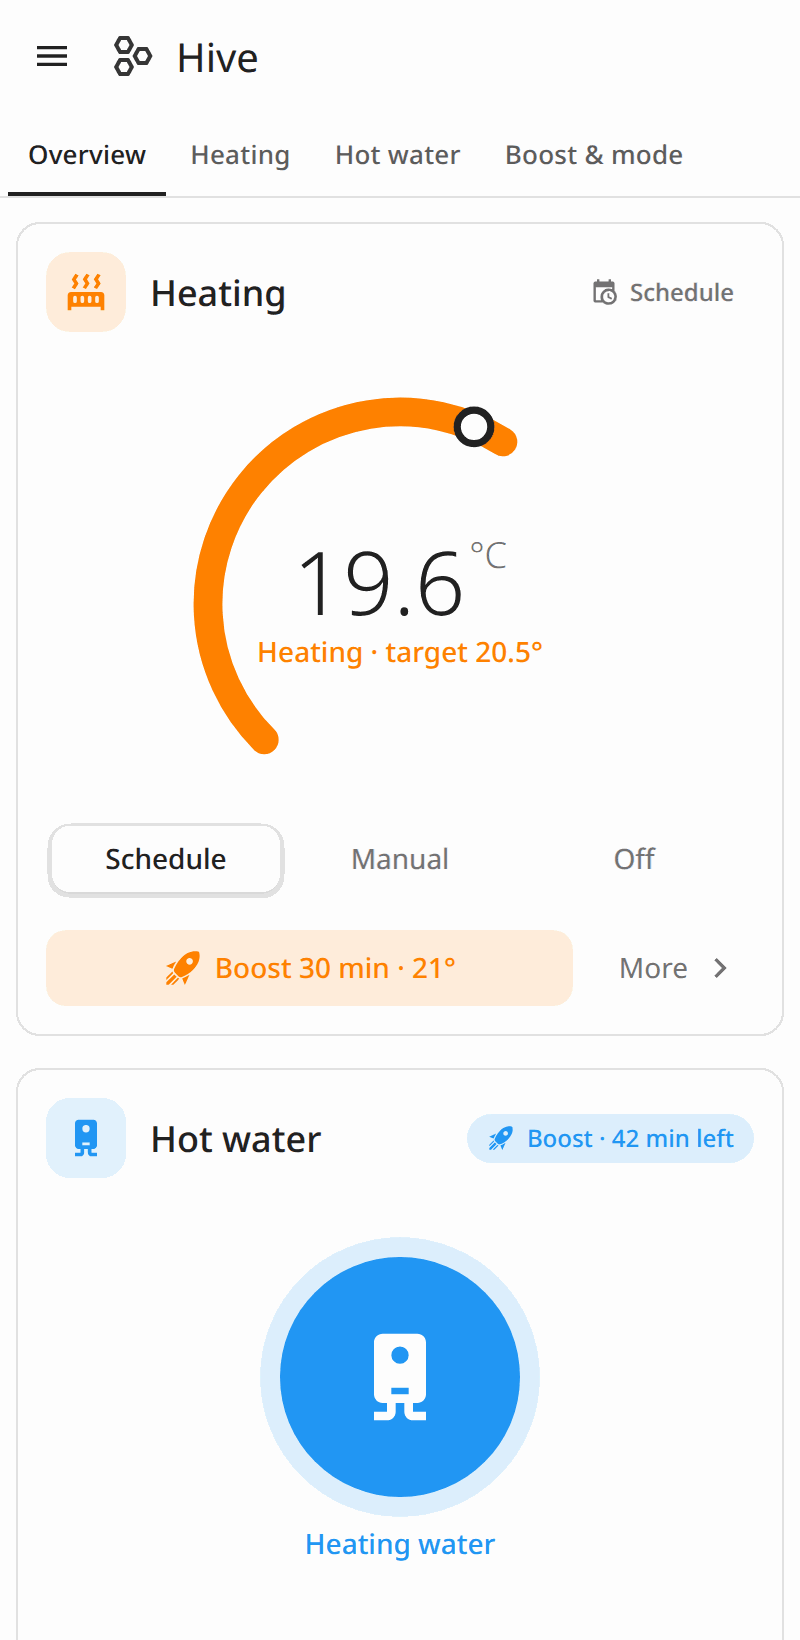 Hive
Overview Heating Hot water Boost & mode
Heating Schedule
19.6 °C
Heating · target 20.5°
Schedule Manual Off
Boost 30 min · 21° More
Hot water Boost · 42 min left
Heating water